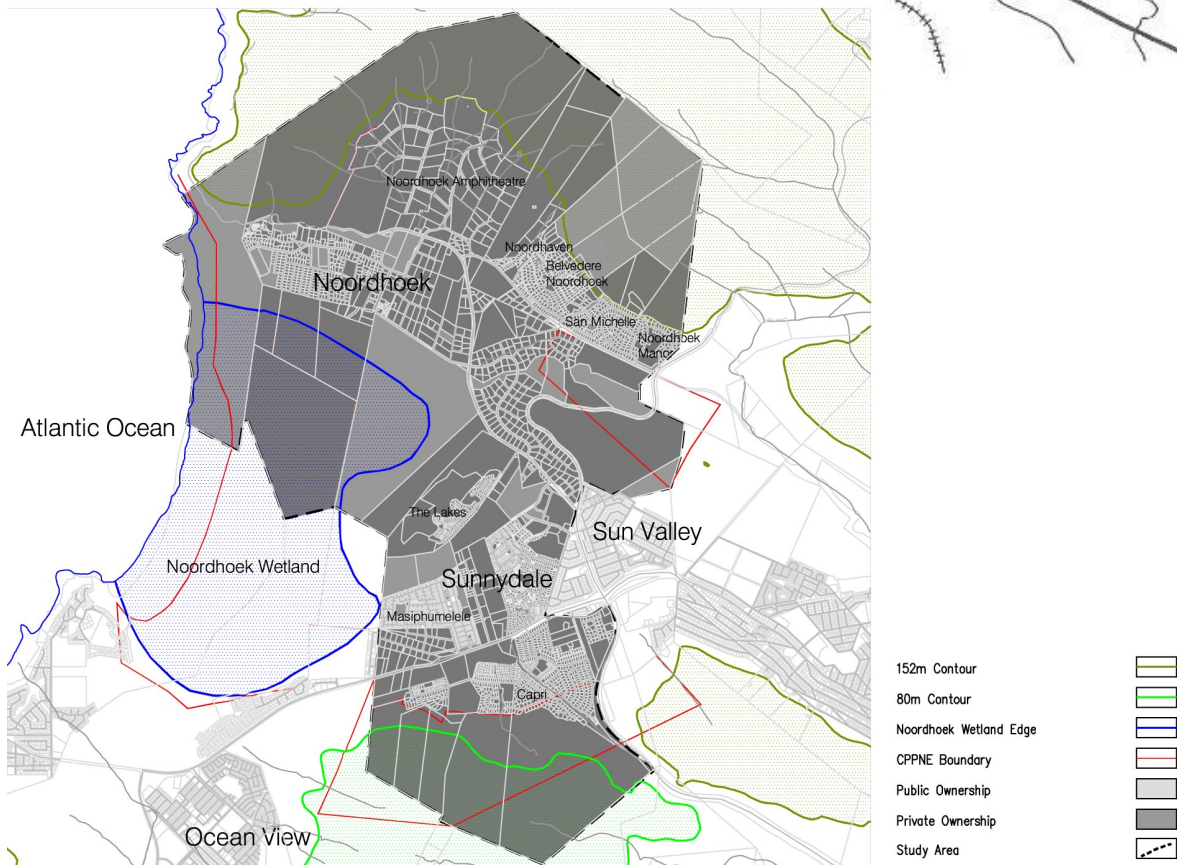 Noordhoek Amphitheatre
Noordhaven
Belvedere
Noordhoek
Noordhoek
San Michelle
Noordhoek
Manor
Atlantic Ocean
The Lakes
Sun Valley
Noordhoek Wetland
Sunnydale
Masiphumelele
Capri
Ocean View
152m Contour
80m Contour
Noordhoek Wetland Edge
CPPNE Boundary
Public Ownership
Private Ownership
Study Area